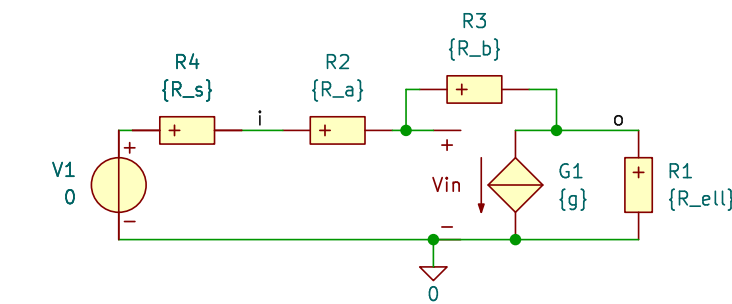 R3
{R_b}
R4
{R_s}
R2
{R_a}
i
o
+
+
+
+
+
+
V1
0
Vin
G1
{g}
R1
{R_ell}
−
−
0